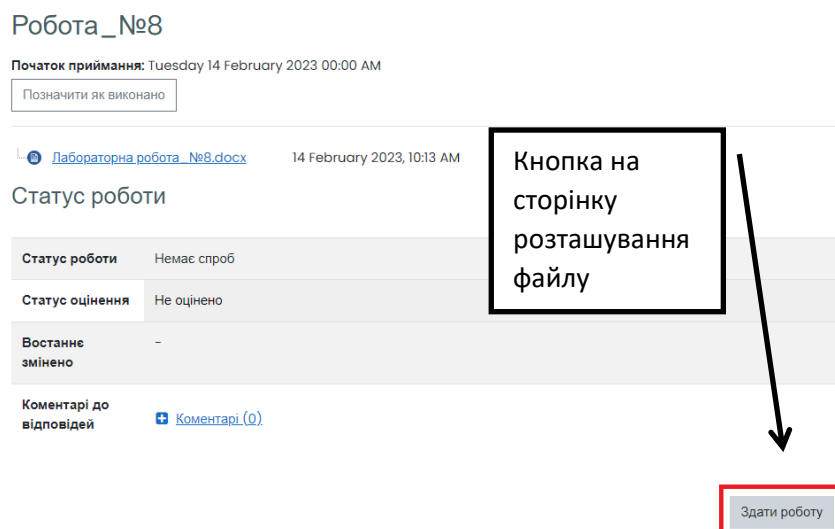 Робота_№8
Початок приймання: Tuesday 14 February 2023 00:00 AM
Позначити як виконано
Лабораторна робота_№8.docx 14 February 2023, 10:13 AM
Кнопка на
сторінку
розташування
файлу
Статус роботи
Статус роботи Немає спроб
Статус оцінення Не оцінено
Востаннє
змінено -
Коментарі до
відповідей Коментарі (0)
Здати роботу